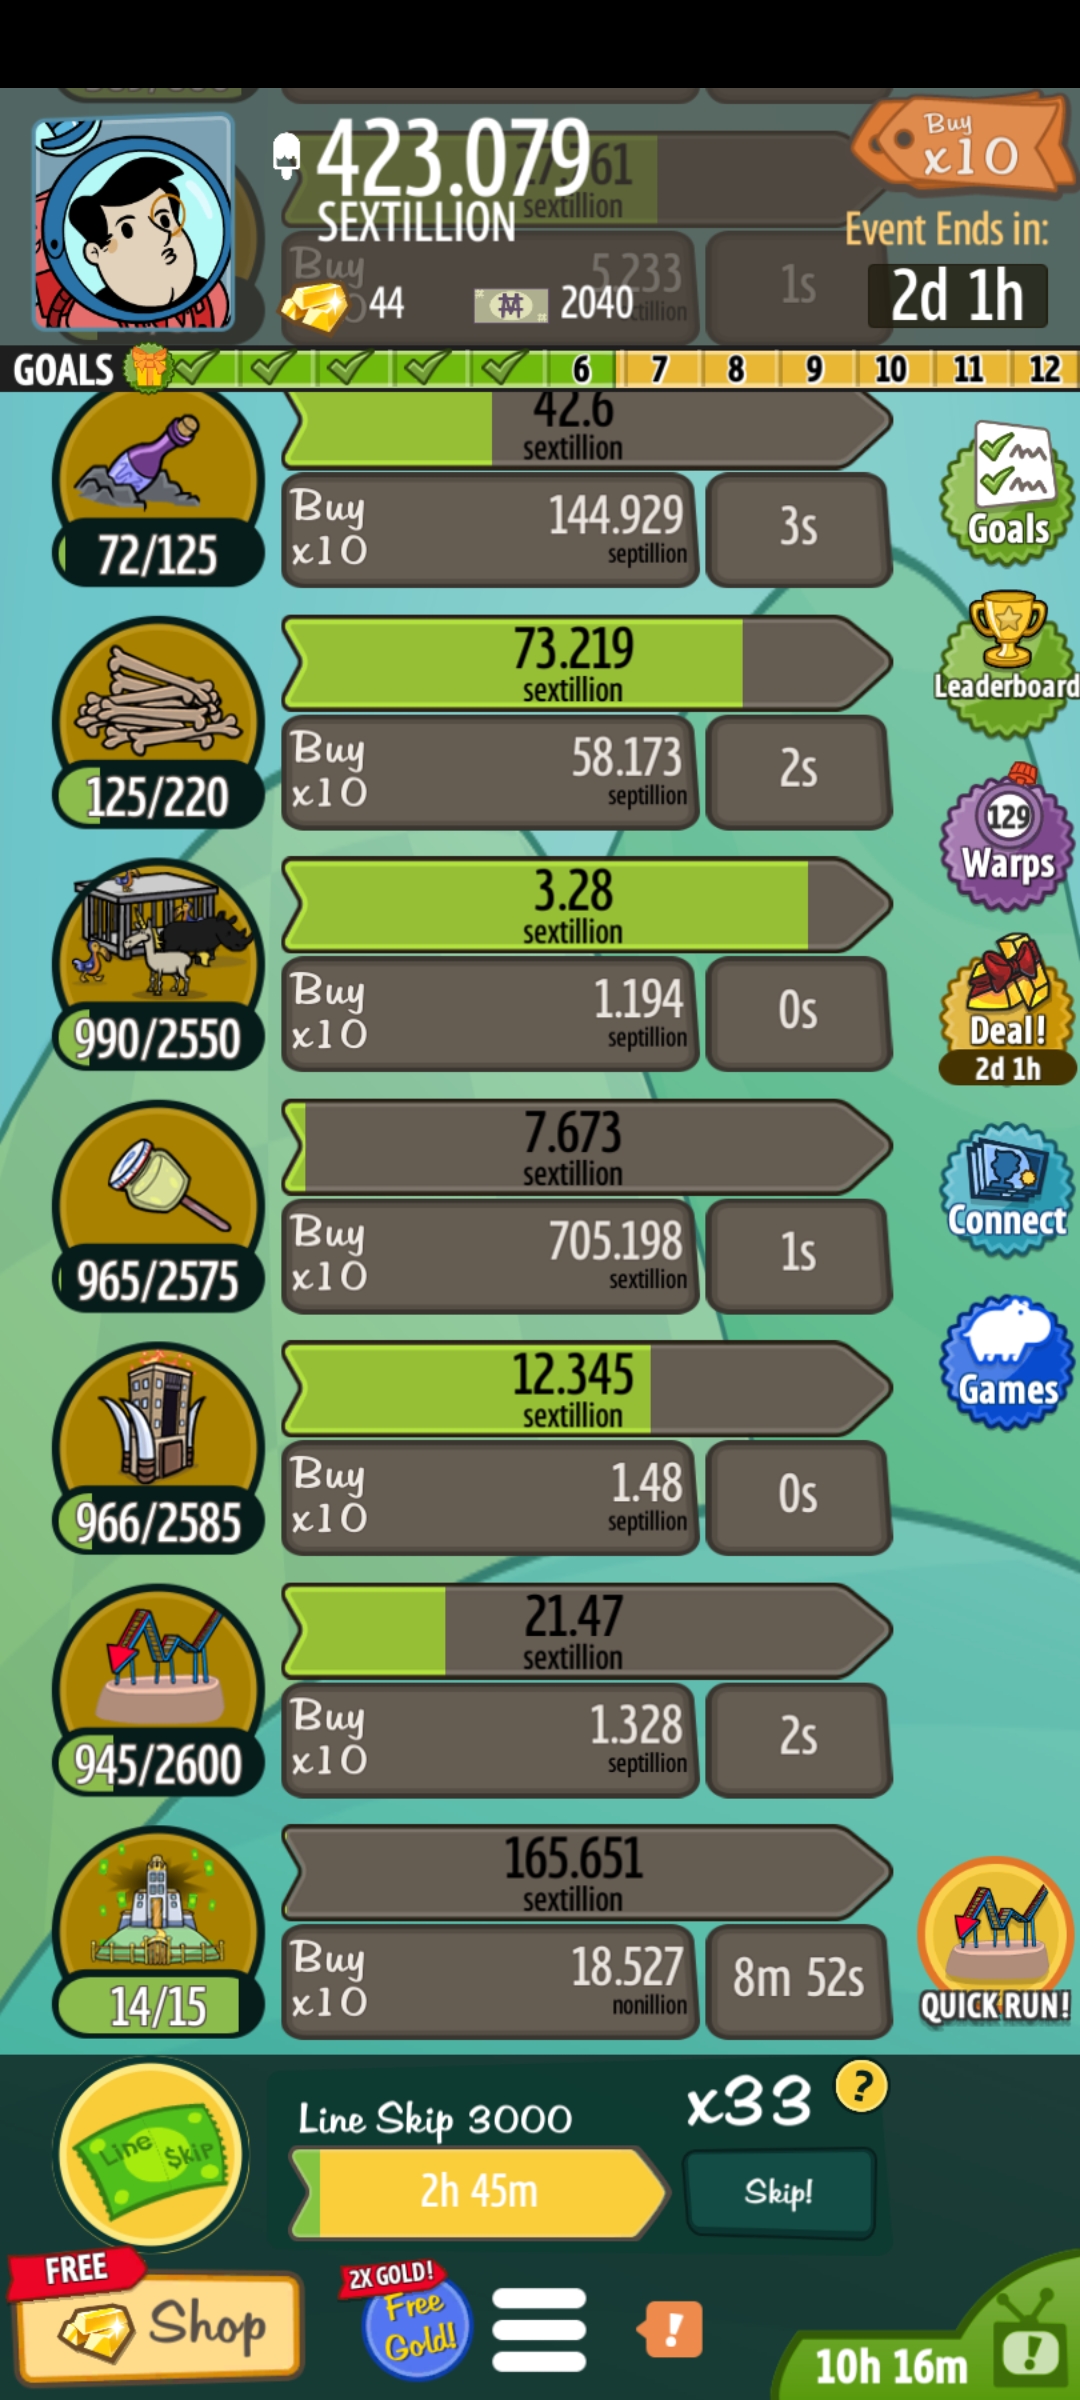 423.079
SEXTILLION
44
2040
Buy
x10
Event Ends in:
2d 1h
sextillion
Buy
1s
GOALS
6
7
8
9
10
11
12
42.6
sextillion
72/125
Buy
x10
144.929
septillion
3s
Goals
73.219
sextillion
125/220
Buy
x10
58.173
septillion
2s
Leaderboard
3.28
sextillion
990/2550
Buy
x10
1.194
septillion
0s
129
Warps
Deal!
2d 1h
7.673
sextillion
965/2575
Buy
x10
705.198
sextillion
1s
Connect
12.345
sextillion
966/2585
Buy
x10
1.48
septillion
0s
Games
21.47
sextillion
945/2600
Buy
x10
1.328
septillion
2s
165.651
sextillion
14/15
Buy
x10
18.527
nonillion
8m 52s
QUICK RUN!
Line $kip
Line Skip 3000
2h 45m
x33
?
Skip!
FREE
Shop
2X GOLD!
Free
Gold!
!
10h 16m
!